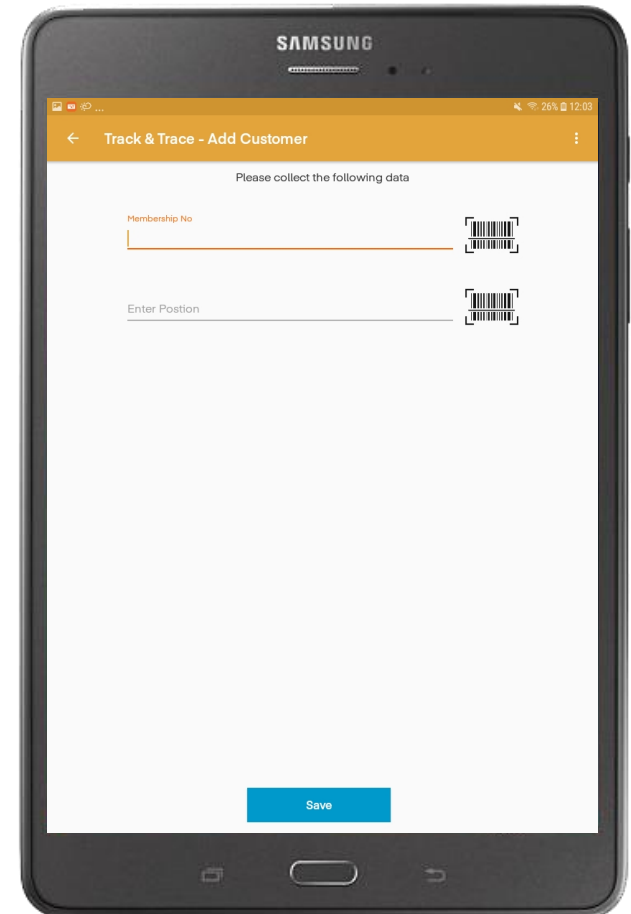 SAMSUNG
... 26% 12:03
Track & Trace - Add Customer
Please collect the following data
Membership No
Enter Postion
Save